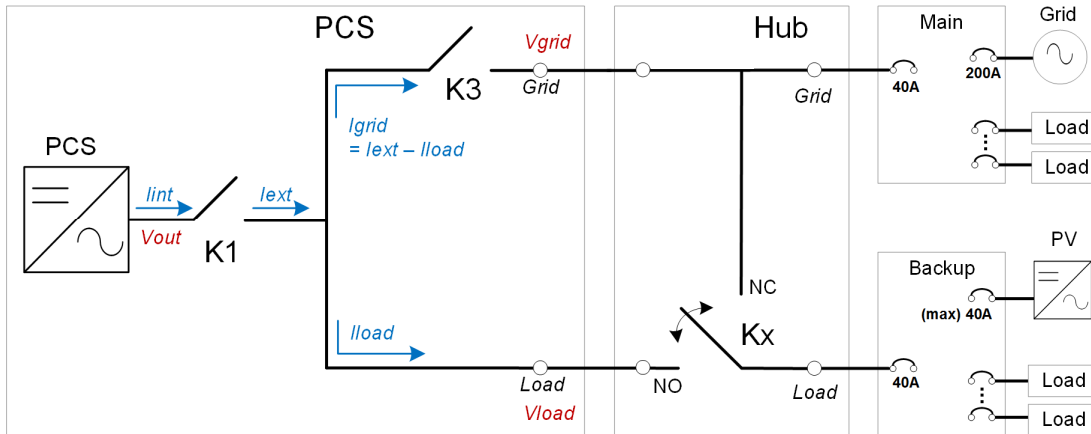 PCS
Hub
Main
Grid
Vgrid
K3
Grid
Grid
40A
200A
Igrid
= Iext – Iload
Load
Load
PCS
Iint
Iext
Vout
K1
PV
Backup
(max) 40A
NC
Kx
Iload
Load
NO
Load
40A
Load
Load
Vload